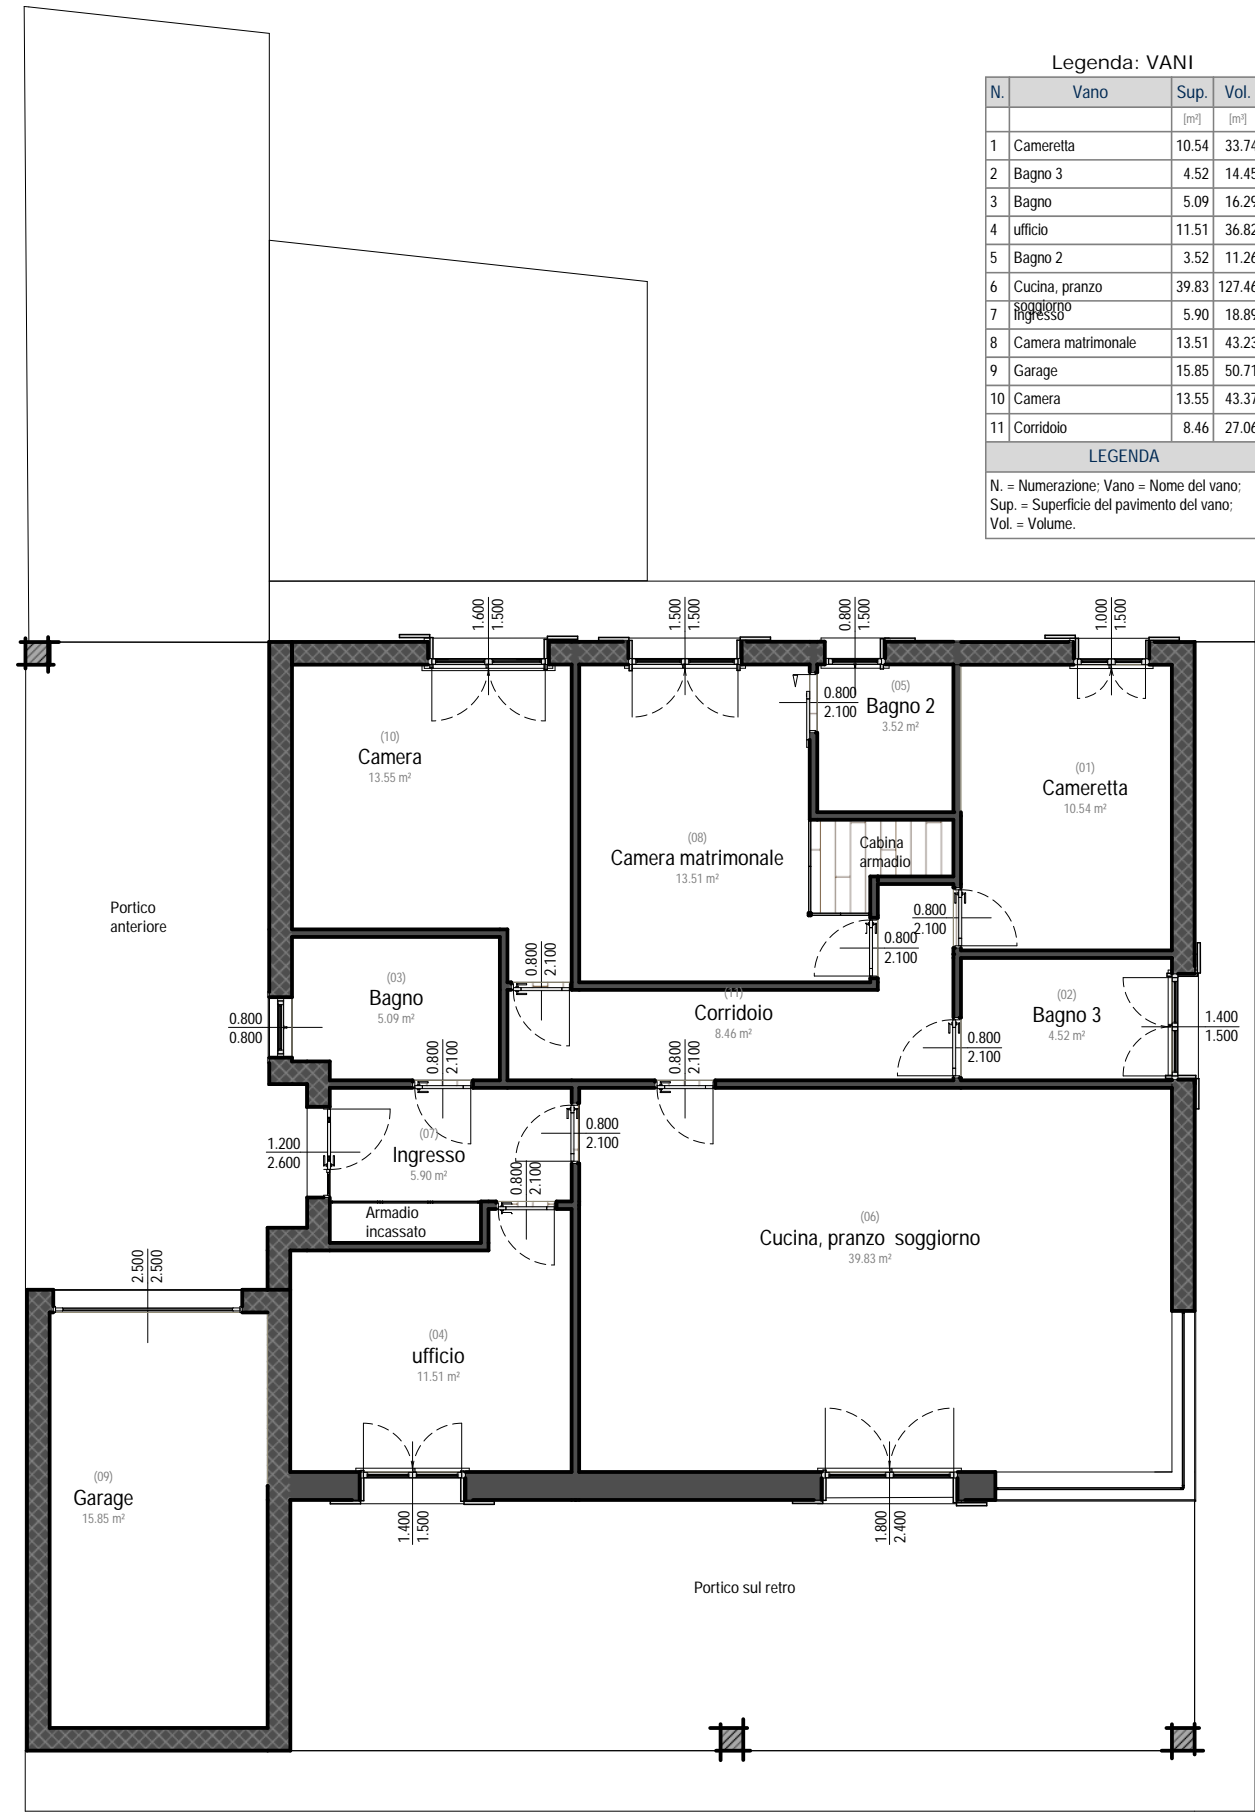 Legenda: VANI
N. Vano Sup. Vol.
[m²] [m³]
1 Cameretta 10.54 33.74
2 Bagno 3 4.52 14.45
3 Bagno 5.09 16.29
4 ufficio 11.51 36.82
5 Bagno 2 3.52 11.26
6 Cucina, pranzo 39.83 127.46
soggiorno
7 Ingresso 5.90 18.89
8 Camera matrimonale 13.51 43.23
9 Garage 15.85 50.71
10 Camera 13.55 43.37
11 Corridoio 8.46 27.06
LEGENDA
N. = Numerazione; Vano = Nome del vano;
Sup. = Superficie del pavimento del vano;
Vol. = Volume.
1.600
1.500
1.500
1.500
0.800
1.500
1.000
1.500
(10)
Camera
13.55 m²
(08)
Camera matrimonale
13.51 m²
0.800
2.100
(05)
Bagno 2
3.52 m²
(01)
Cameretta
10.54 m²
Cabina
armadio
Portico
anteriore
0.800
2.100
0.800
2.100
0.800
2.100
(03)
Bagno
5.09 m²
(11)
Corridoio
8.46 m²
(02)
Bagno 3
4.52 m²
0.800
0.800
1.400
1.500
0.800
2.100
0.800
2.100
0.800
2.100
0.800
2.100
1.200
2.600
(07)
Ingresso
5.90 m²
0.800
2.100
Armadio
incassato
(06)
Cucina, pranzo soggiorno
39.83 m²
2.500
2.500
(04)
ufficio
11.51 m²
(09)
Garage
15.85 m²
1.400
1.500
1.800
2.400
Portico sul retro